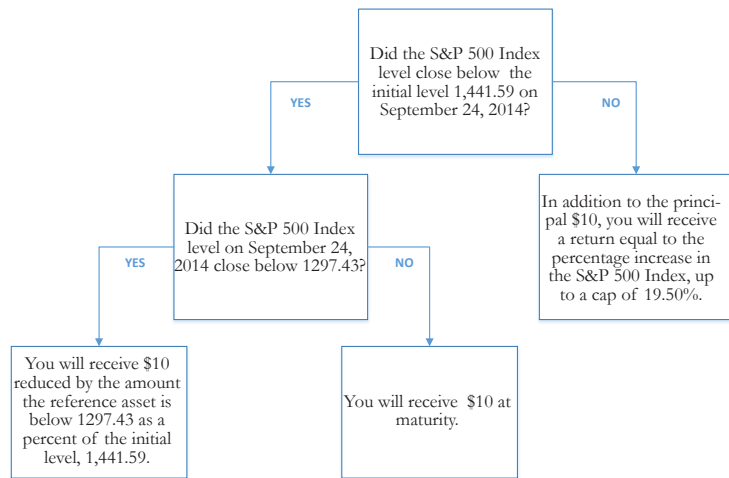 Did the S&P 500 Index
level close below the
initial level 1,441.59 on
September 24, 2014?
YES
NO
Did the S&P 500 Index
level on September 24,
2014 close below 1297.43?
In addition to the princi-
pal $10, you will receive
a return equal to the
percentage increase in
the S&P 500 Index, up
to a cap of 19.50%.
YES
NO
You will receive $10
reduced by the amount
the reference asset is
below 1297.43 as a
percent of the initial
level, 1,441.59.
You will receive $10 at
maturity.